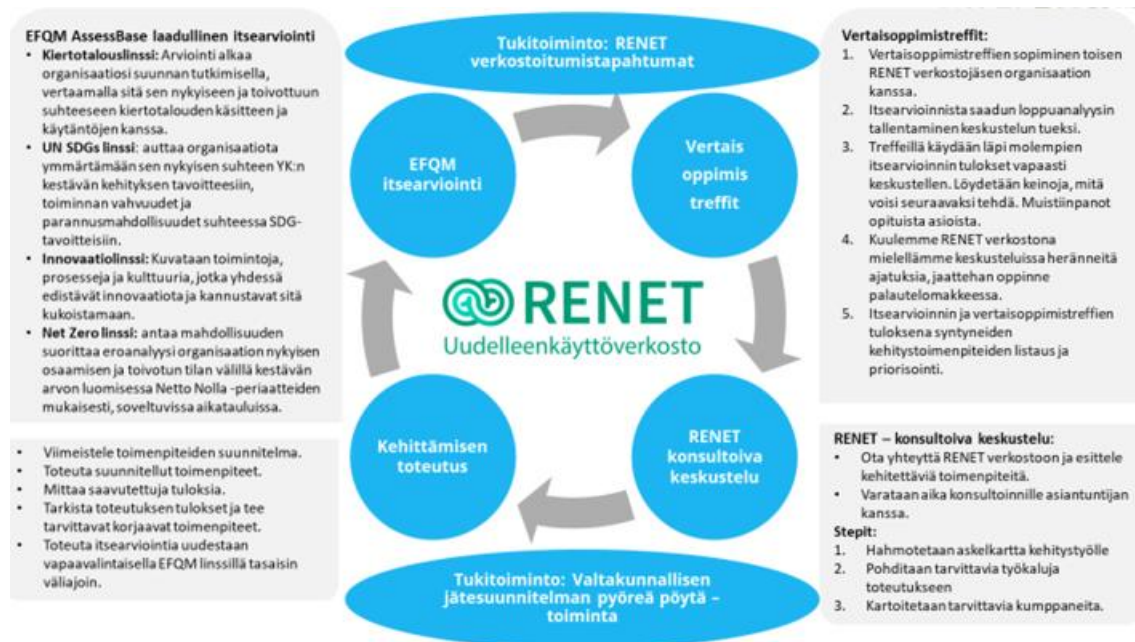 EFQM AssessBase laadullinen itsearviointi
• Kiertotalouslinssi: Arviointi alkaa
organisaatiosi suunnan tutkimisella,
vertaamalla sitä sen nykyiseen ja toivottuun
suhteeseen kiertotalouden käsitteen ja
käytäntöjen kanssa.
• UN SDGs linssi: auttaa organisaatiota
ymmärtämään sen nykyisen suhteen YK:n
kestävän kehityksen tavoitteisiin,
toiminnan vahvuudet ja
parannusmahdollisuudet suhteessa SDG-
tavoitteisiin.
• Innovaatiolinssi: Kuvataan toimintoja,
prosesseja ja kulttuuria, jotka yhdessä
edistävät innovaatiota ja kannustavat sitä
kukoistamaan.
• Net Zero linssi: antaa mahdollisuuden
suorittaa eroanalyysi organisaation nykyisen
osaamisen ja toivotun tilan välillä kestävän
arvon luomisessa Netto Nolla -periaatteiden
mukaisesti, soveltuvissa aikatauluissa.
• Viimeistele toimenpiteiden suunnitelma.
• Toteuta suunnitellut toimenpiteet.
• Mittaa saavutettuja tuloksia.
• Tarkista toteutuksen tulokset ja tee
tarvittavat korjaavat toimenpiteet.
• Toteuta itsearviointia uudestaan
vapaavalintaisella EFQM linssillä tasaisin
väliajoin.
Tukitoiminto: RENET
verkostoitumistapahtumat
EFQM
itsearviointi
Vertais
oppimis
treffit
RENET
Uudelleenkäyttöverkosto
Kehittämisen
toteutus
RENET
konsultoiva
keskustelu
Tukitoiminto: Valtakunnallisen
jätesuunnitelman pyöreä pöytä –
toiminta
Vertaisoppimistreffit:
1. Vertaisoppimistreffien sopiminen toisen
RENET verkostojäsen organisaation
kanssa.
2. Itsearvioinnista saadun loppuanalyysin
tallentaminen keskustelun tueksi.
3. Treffeillä käydään läpi molempien
itsearvioinnin tulokset vapaasti
keskustellen. Löydetään keinoja, mitä
voisi seuraavaksi tehdä. Muistiinpanot
opituista asioista.
4. Kuulemme RENET verkostona
mielellämme keskusteluissa heränneitä
ajatuksia, jaattehan oppinne
palautelomakkeessa.
5. Itsearvioinnin ja vertaisoppimistreffien
tuloksena syntyneiden
kehitystoimenpiteiden listaus ja
priorisointi.
RENET – konsultoiva keskustelu:
• Ota yhteyttä RENET verkostoon ja esittele
kehitettäviä toimenpiteitä.
• Varataan aika konsultoinnille asiantuntijan
kanssa.
Stepit:
1. Hahmotetaan askelkartta kehitystyölle
2. Pohditaan tarvittavia työkaluja
toteutukseen
3. Kartoitetaan tarvittavia kumppaneita.